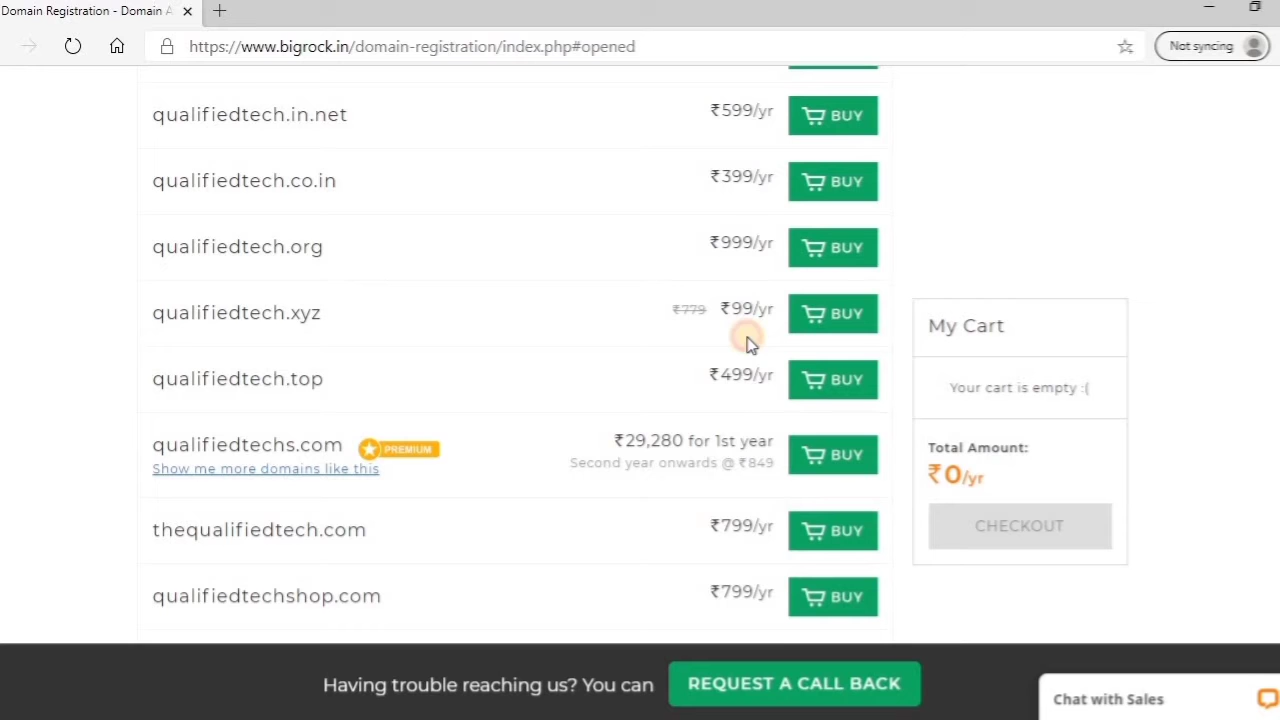 Domain Registration - Domain A
https://www.bigrock.in/domain-registration/index.php#opened
Not syncing
qualifiedtech.in.net ₹599/yr BUY
qualifiedtech.co.in ₹399/yr BUY
qualifiedtech.org ₹999/yr BUY
qualifiedtech.xyz ₹779 ₹99/yr BUY
qualifiedtech.top ₹499/yr BUY
qualifiedtechs.com PREMIUM ₹29,280 for 1st year BUY
Show me more domains like this Second year onwards @ ₹849
thequalifiedtech.com ₹799/yr BUY
qualifiedtechshop.com ₹799/yr BUY
My Cart
Your cart is empty :(
Total Amount:
₹0/yr
CHECKOUT
Having trouble reaching us? You can REQUEST A CALL BACK
Chat with Sales